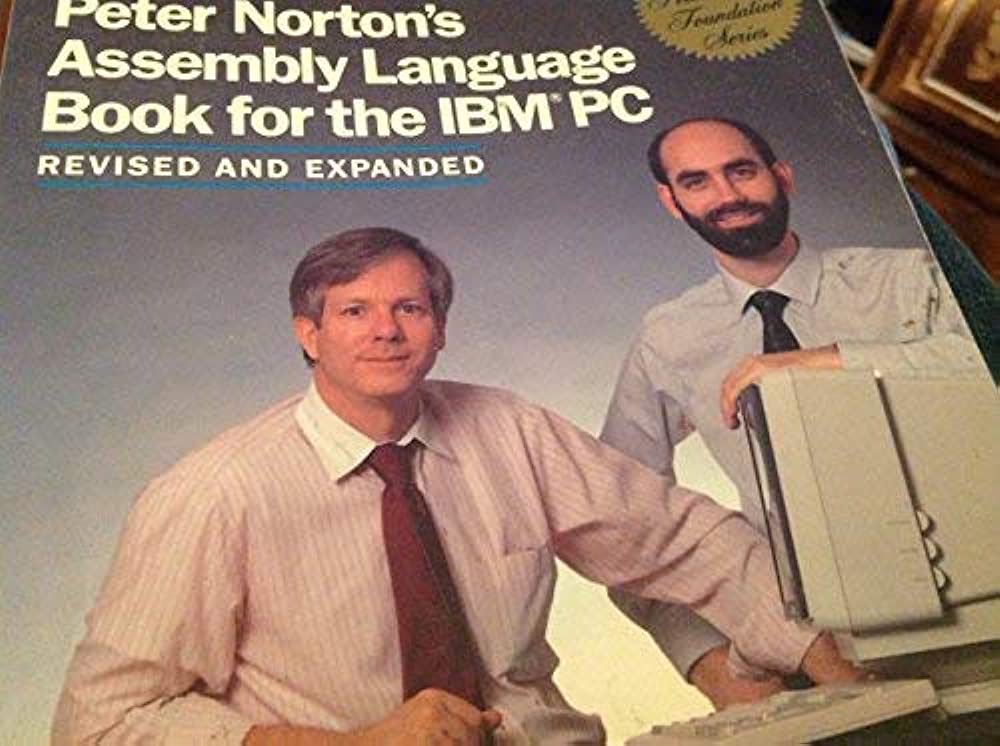 Peter Norton's
Assembly Language
Book for the IBM® PC
REVISED AND EXPANDED
Foundation
Series